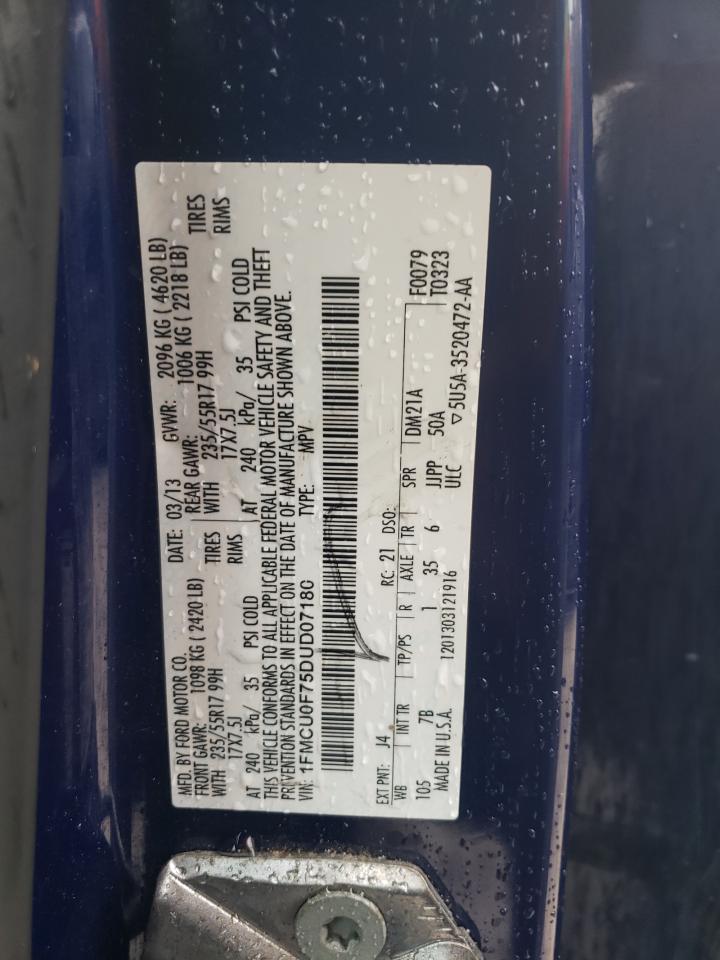 MFD. BY FORD MOTOR CO. DATE: 03/13 GVWR: 2096 KG ( 4620 LB)
FRONT GAWR: 1098 KG ( 2420 LB) REAR GAWR: 1006 KG ( 2218 LB)
WITH 235/55R17 99H TIRES WITH 235/55R17 99H TIRES
17X7.5J RIMS 17X7.5J RIMS
AT 240 kPa/ 35 PSI COLD AT 240 kPa/ 35 PSI COLD
THIS VEHICLE CONFORMS TO ALL APPLICABLE FEDERAL MOTOR VEHICLE SAFETY AND THEFT
PREVENTION STANDARDS IN EFFECT ON THE DATE OF MANUFACTURE SHOWN ABOVE.
VIN: 1FMCU0F75DUD07180 TYPE: MPV
EXT PNT: J4 RC: 21 DSO: F0079
WB INT TR TP/PS R AXLE TR SPR DM21A T0323
105 7B 1 35 6 JJPP 50A
MADE IN U.S.A. 1201303121916 ULC ▽5U5A-3520472-AA